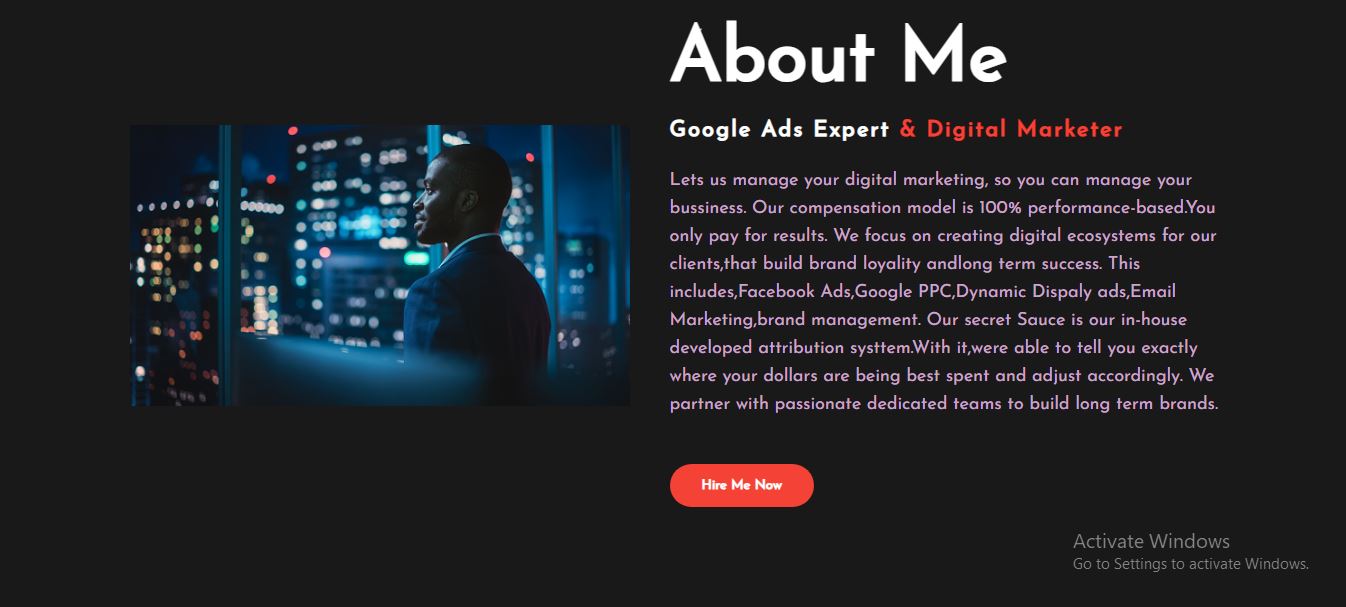 About Me
Google Ads Expert & Digital Marketer
Lets us manage your digital marketing, so you can manage your
bussiness. Our compensation model is 100% performance-based.You
only pay for results. We focus on creating digital ecosystems for our
clients,that build brand loyality andlong term success. This
includes,Facebook Ads,Google PPC,Dynamic Dispaly ads,Email
Marketing,brand management. Our secret Sauce is our in-house
developed attribution systtem.With it,were able to tell you exactly
where your dollars are being best spent and adjust accordingly. We
partner with passionate dedicated teams to build long term brands.
Hire Me Now
Activate Windows
Go to Settings to activate Windows.